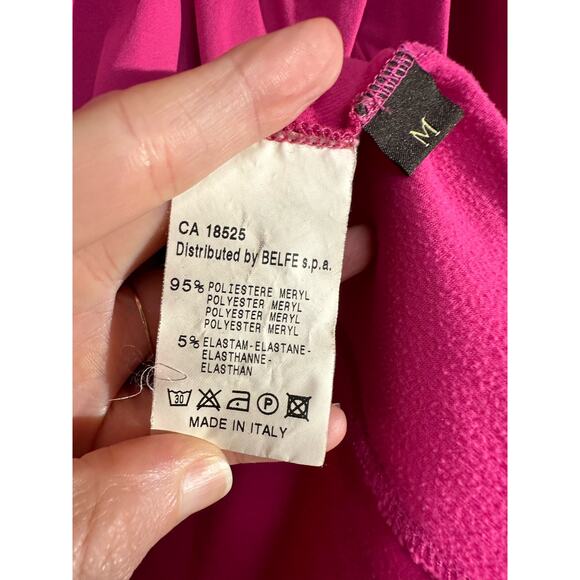 M
CA 18525
Distributed by BELFE s.p.a.
95% POLIESTERE MERYL
POLYESTER MERYL
POLYESTER MERYL
POLYESTER MERYL
5% ELASTAM-ELASTANE-
ELASTHANNE-
ELASTHAN
30 P
MADE IN ITALY